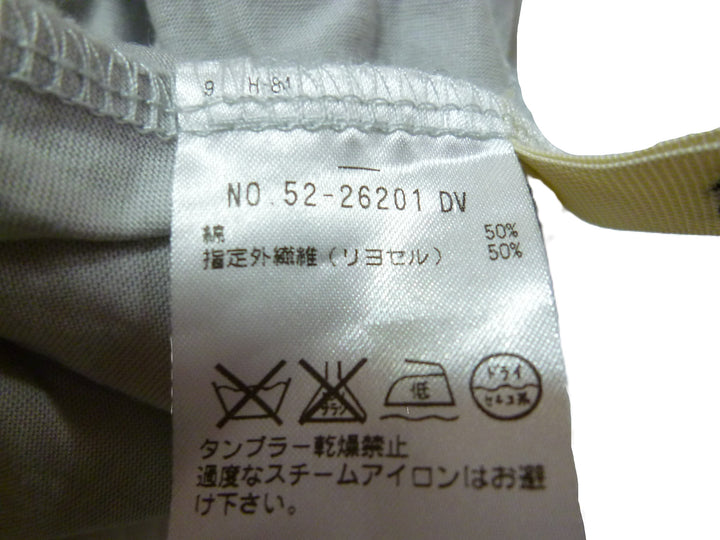 9 H-84
NO.52-26201 DV
綿 50%
指定外繊維(リヨセル) 50%
低
ドライ
セキユ系
タンブラー乾燥禁止
過度なスチームアイロンはお避
け下さい。